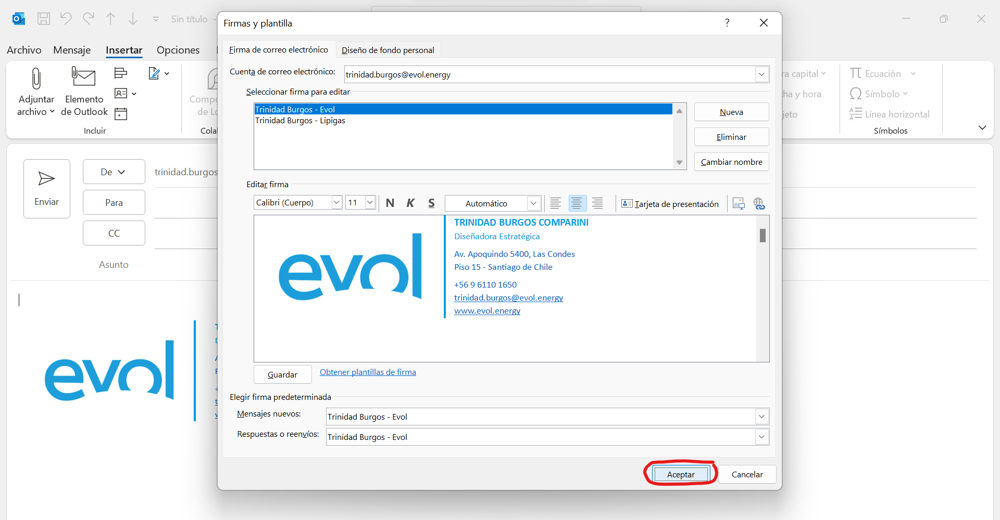 Sin título -
Archivo Mensaje Insertar Opciones
Adjuntar archivo
Elemento de Outlook
Incluir
Ecuación
Símbolo
Línea horizontal
Símbolos
ra capital
ha y hora
jeto
Enviar
De
trinidad.burgos
Para
CC
Asunto
evol
Firmas y plantilla
?
Firma de correo electrónico Diseño de fondo personal
Cuenta de correo electrónico: trinidad.burgos@evol.energy
Seleccionar firma para editar
Trinidad Burgos - Evol
Trinidad Burgos - Lipigas
Nueva
Eliminar
Cambiar nombre
Editar firma
Calibri (Cuerpo) 11 N K S Automático Tarjeta de presentación
evol
TRINIDAD BURGOS COMPARINI
Diseñadora Estratégica
Av. Apoquindo 5400, Las Condes
Piso 15 - Santiago de Chile
+56 9 6110 1650
trinidad.burgos@evol.energy
www.evol.energy
Guardar Obtener plantillas de firma
Elegir firma predeterminada
Mensajes nuevos: Trinidad Burgos - Evol
Respuestas o reenvíos: Trinidad Burgos - Evol
Aceptar Cancelar